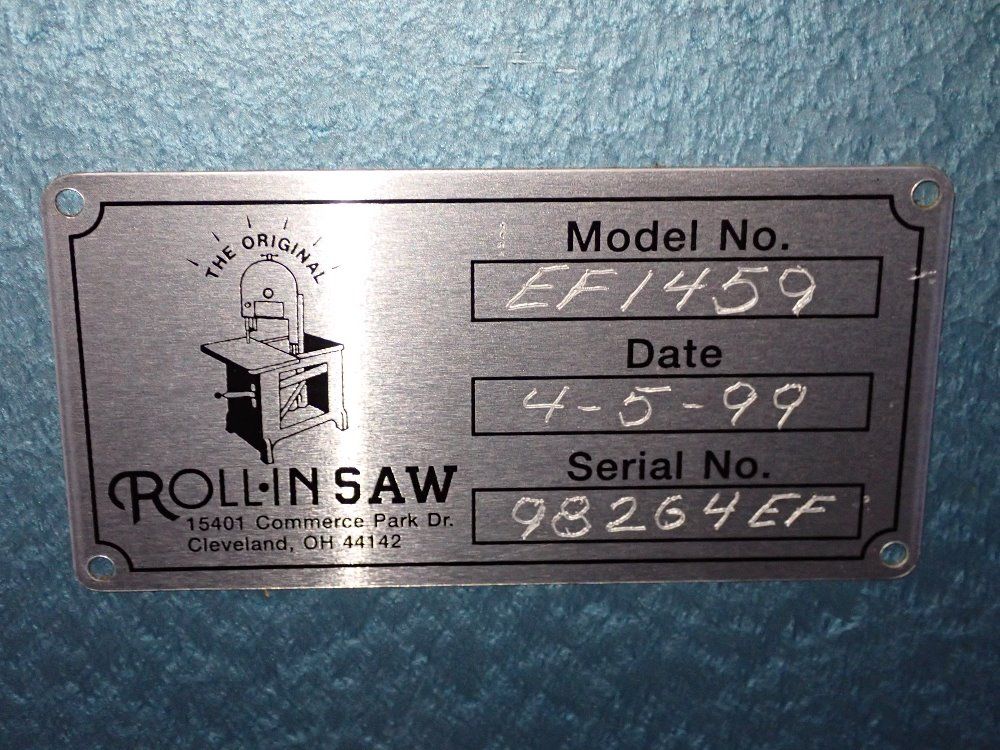 THE ORIGINAL
ROLL·IN SAW
15401 Commerce Park Dr.
Cleveland, OH 44142
Model No.
EF1459
Date
4-5-99
Serial No.
98264EF